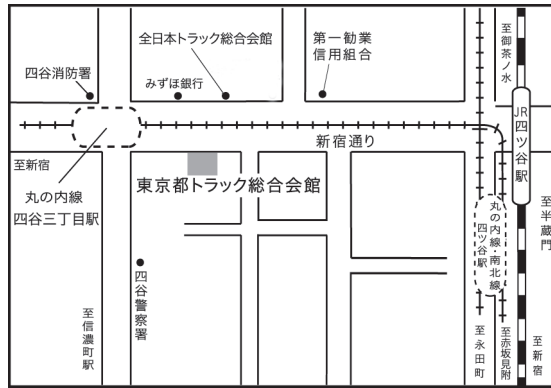 四谷消防署
全日本トラック総合会館
みずほ銀行
第一勧業
信用組合
至御茶ノ水
JR四ツ谷駅
新宿通り
至新宿
丸の内線
四谷三丁目駅
東京都トラック総合会館
丸の内線・南北線
四ツ谷駅
至半蔵門
四谷警察署
至信濃町駅
至永田町
至赤坂見附
至新宿